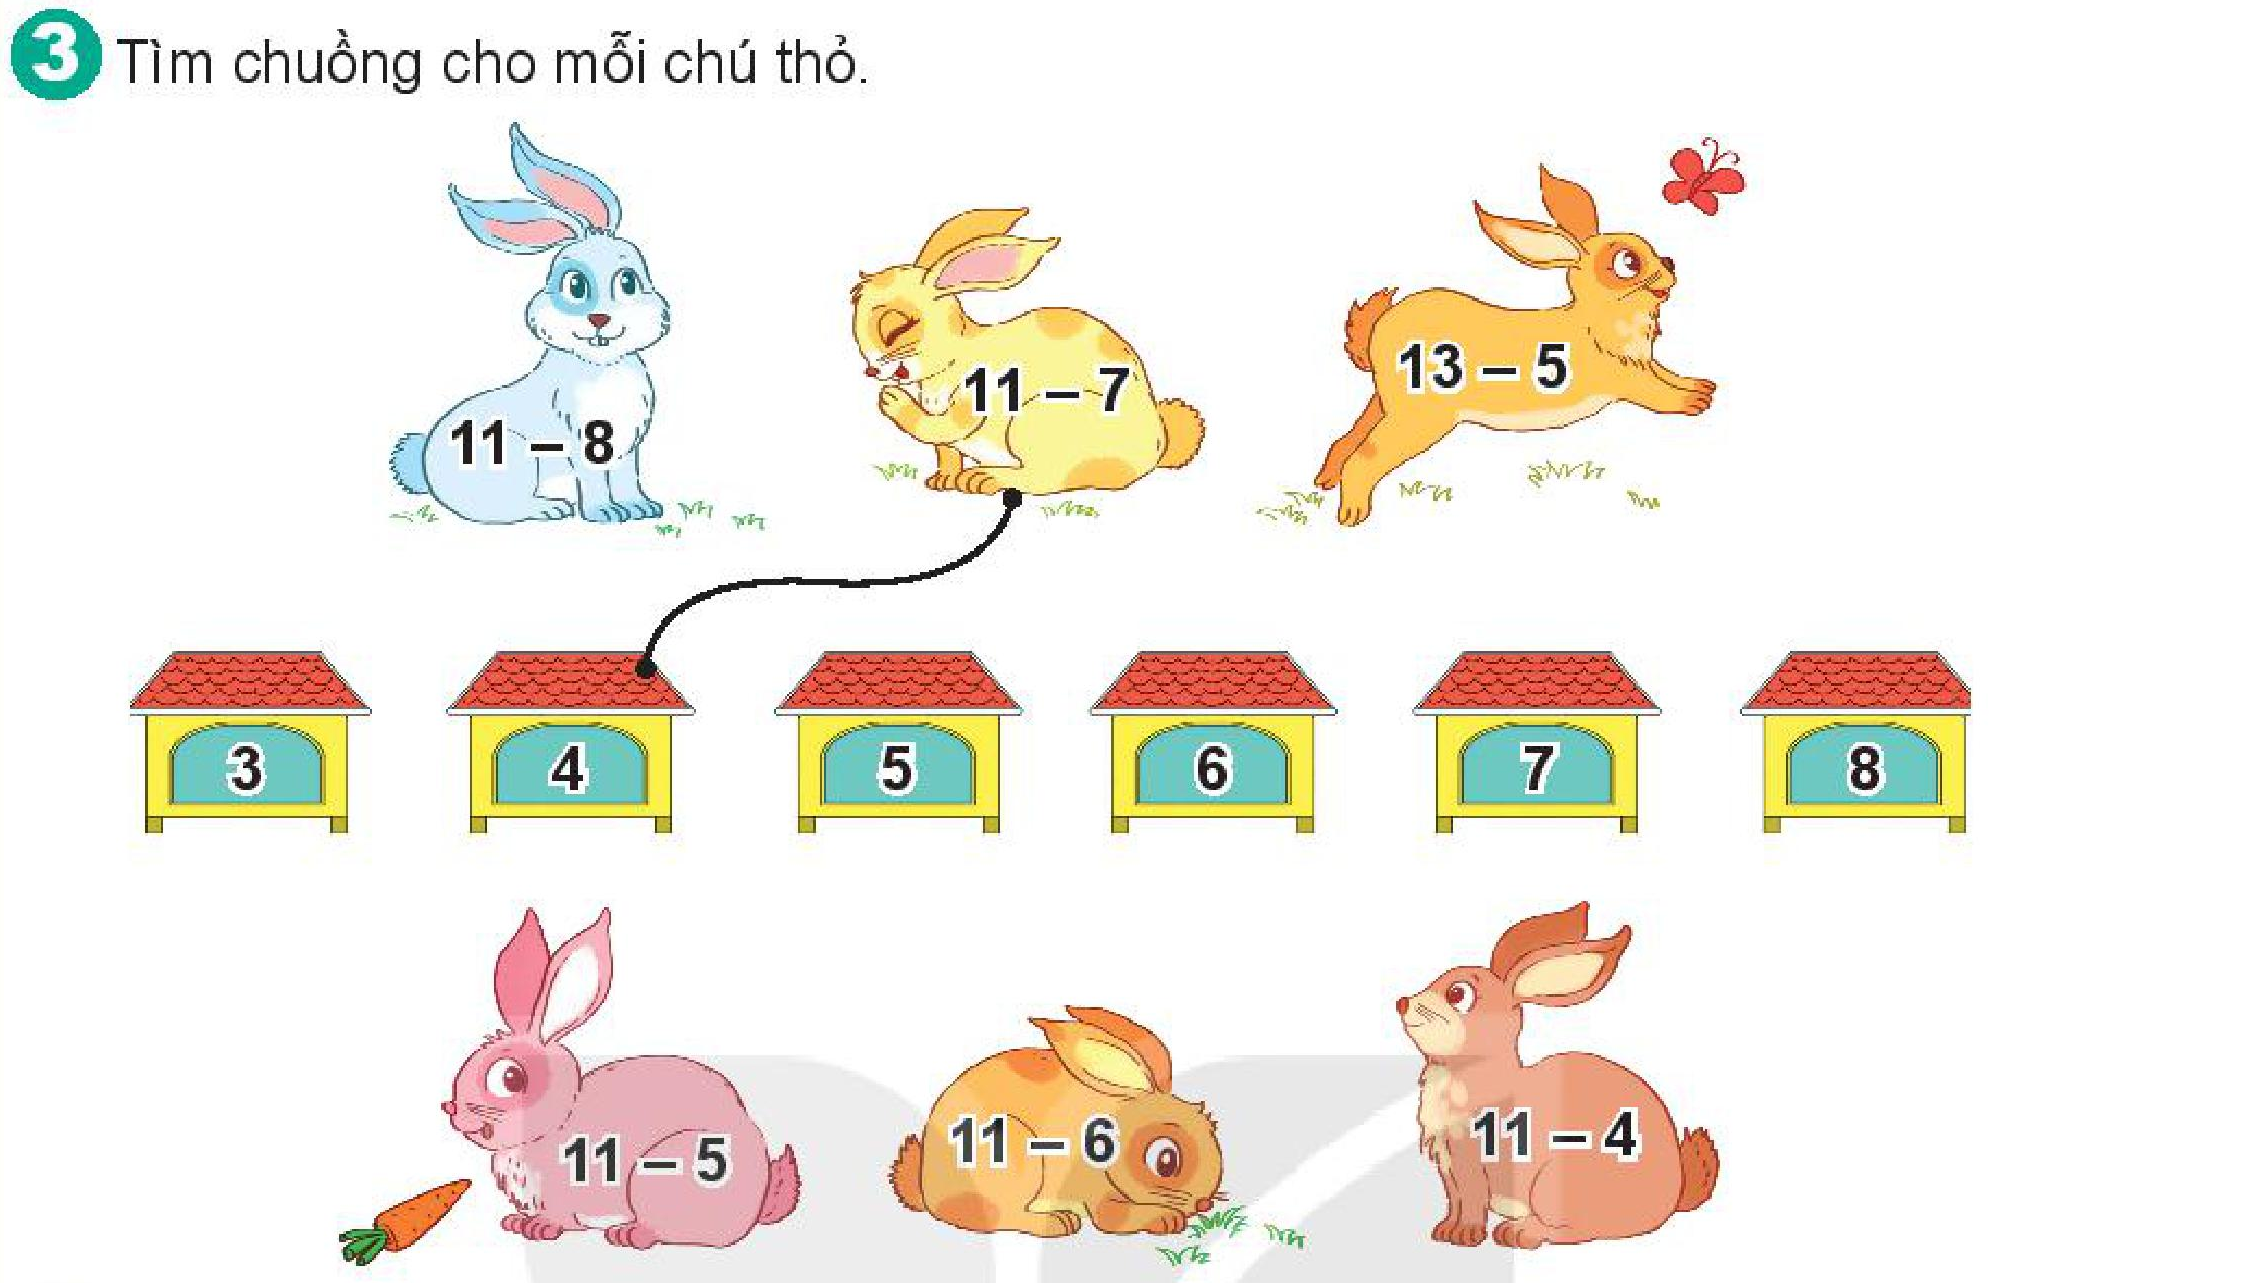 3 Tìm chuồng cho mỗi chú thỏ.
11 – 8
11 – 7
13 – 5
3 4 5 6 7 8
11 – 5
11 – 6
11 – 4